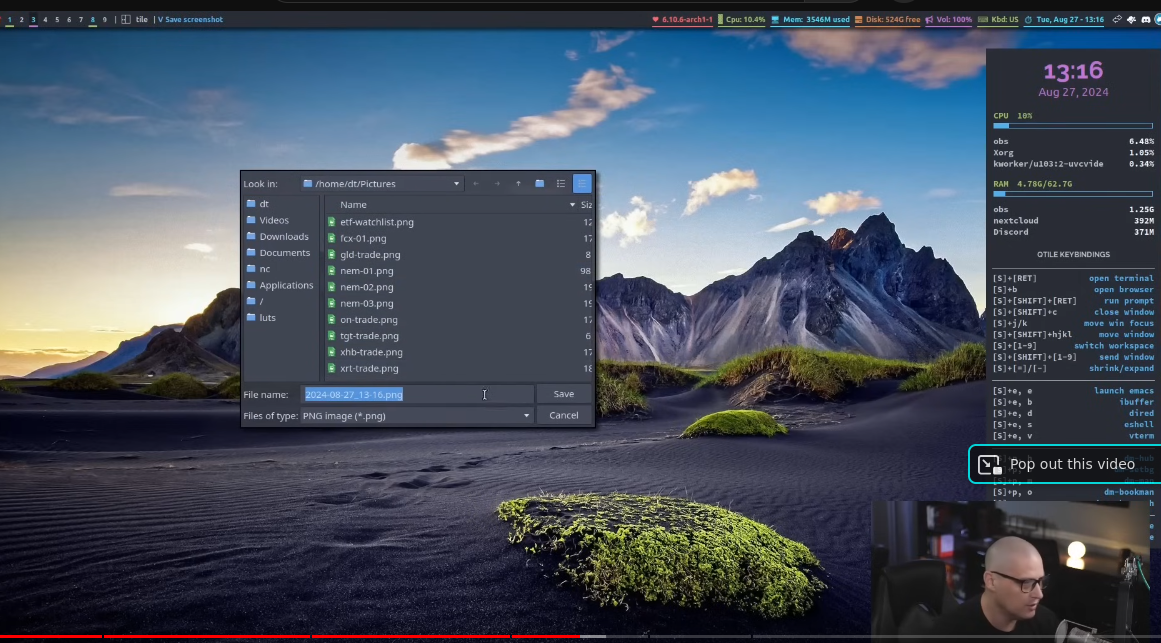 1 2 3 4 5 6 7 8 9 | tile | V Save screenshot
6.10.6-arch1-1 Cpu: 10.4% Mem: 3546M used Disk: 524G free Vol: 100% Kbd: US Tue, Aug 27 - 13:16
13:16
Aug 27, 2024
CPU 10%
obs 6.48%
Xorg 1.05%
kworker/u103:2-uvcvide 0.34%
RAM 4.78G/62.7G
obs 1.25G
nextcloud 392M
Discord 371M
QTILE KEYBINDINGS
[S]+[RET] open terminal
[S]+b open browser
[S]+[SHIFT]+[RET] run prompt
[S]+[SHIFT]+c close window
[S]+j/k move win focus
[S]+[SHIFT]+hjkl move window
[S]+[1-9] switch workspace
[S]+[SHIFT]+[1-9] send window
[S]+[=]/[-] shrink/expand
[S]+e, e launch emacs
[S]+e, b ibuffer
[S]+e, d dired
[S]+e, s eshell
[S]+e, v vterm
Pop out this video
[S]+p, o dm-bookman
Look in: /home/dt/Pictures
dt
Videos
Downloads
Documents
nc
Applications
/
luts
Name Siz
etf-watchlist.png 12
fcx-01.png 17
gld-trade.png 8
nem-01.png 98
nem-02.png 19
nem-03.png 19
on-trade.png 17
tgt-trade.png 6
xhb-trade.png 17
xrt-trade.png 18
File name: 2024-08-27_13-16.png Save
Files of type: PNG image (*.png) Cancel